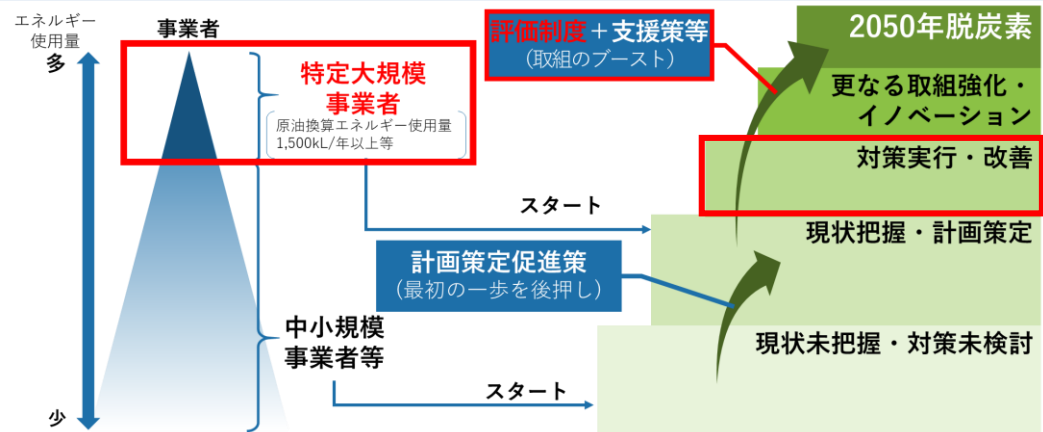 エネルギー
使用量
多
少
事業者
特定大規模
事業者
原油換算エネルギー使用量
1,500kL/年以上等
中小規模
事業者等
スタート
スタート
評価制度+支援策等
(取組のブースト)
計画策定促進策
(最初の一歩を後押し)
2050年脱炭素
更なる取組強化・
イノベーション
対策実行・改善
現状把握・計画策定
現状未把握・対策未検討